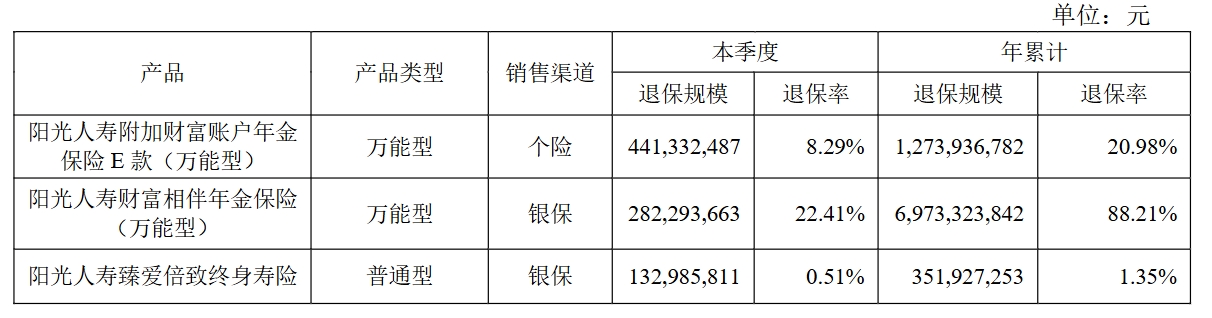 单位：元
产品 产品类型 销售渠道 本季度 年累计
退保规模 退保率 退保规模 退保率
阳光人寿附加财富账户年金
保险 E 款（万能型） 万能型 个险 441,332,487 8.29% 1,273,936,782 20.98%
阳光人寿财富相伴年金保险
（万能型） 万能型 银保 282,293,663 22.41% 6,973,323,842 88.21%
阳光人寿臻爱倍致终身寿险 普通型 银保 132,985,811 0.51% 351,927,253 1.35%